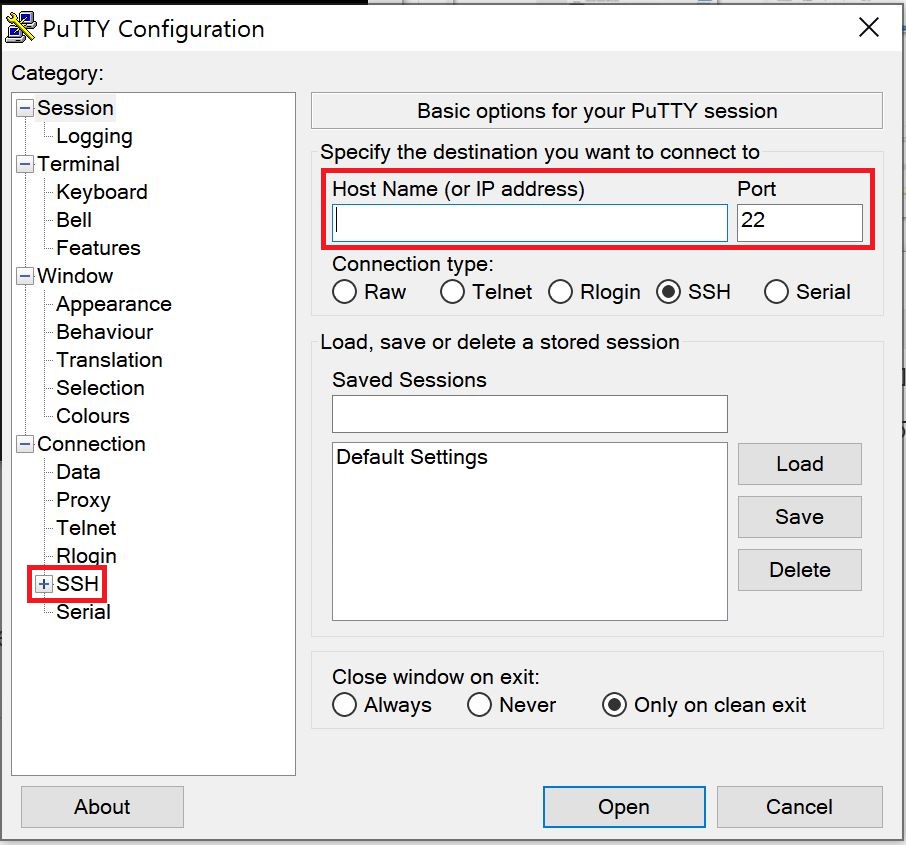 PuTTY Configuration
Category:
Session
Logging
Terminal
Keyboard
Bell
Features
Window
Appearance
Behaviour
Translation
Selection
Colours
Connection
Data
Proxy
Telnet
Rlogin
SSH
Serial
Basic options for your PuTTY session
Specify the destination you want to connect to
Host Name (or IP address) Port
22
Connection type:
Raw Telnet Rlogin SSH Serial
Load, save or delete a stored session
Saved Sessions
Default Settings
Load
Save
Delete
Close window on exit:
Always Never Only on clean exit
About Open Cancel